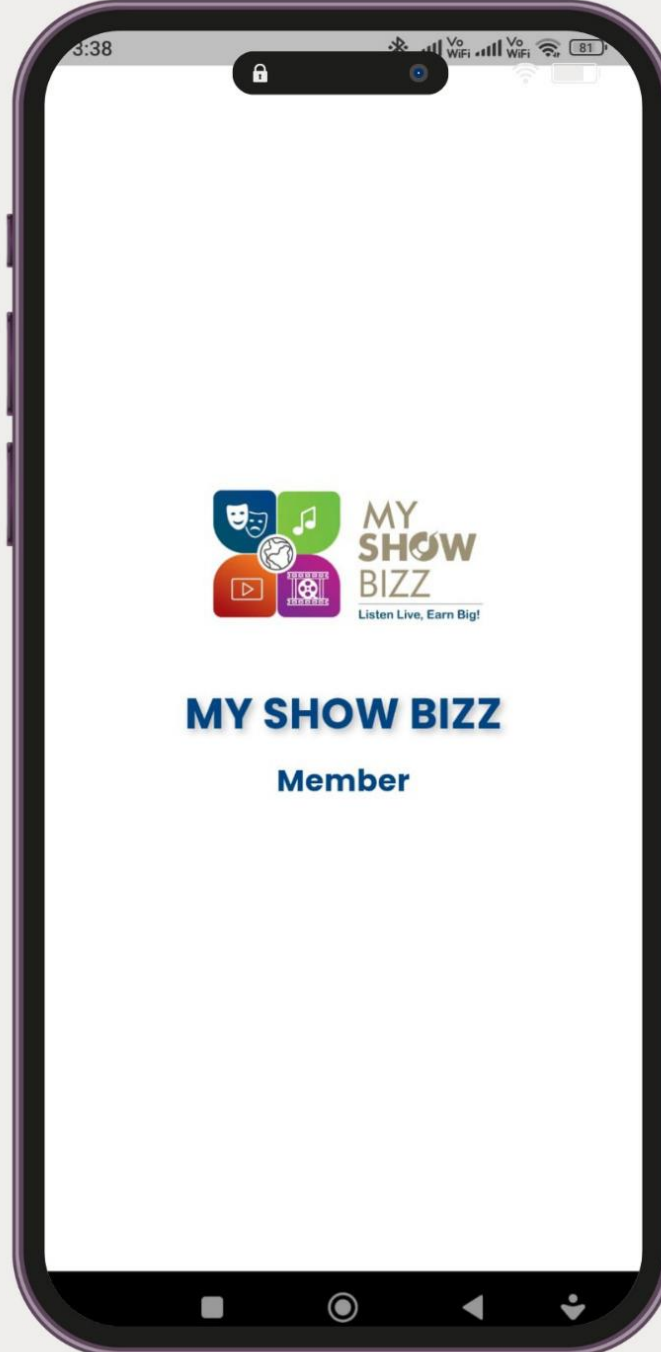 3:38
Vo
WiFi
Vo
WiFi
81
MY
SHOW
BIZZ
Listen Live, Earn Big!
MY SHOW BIZZ
Member